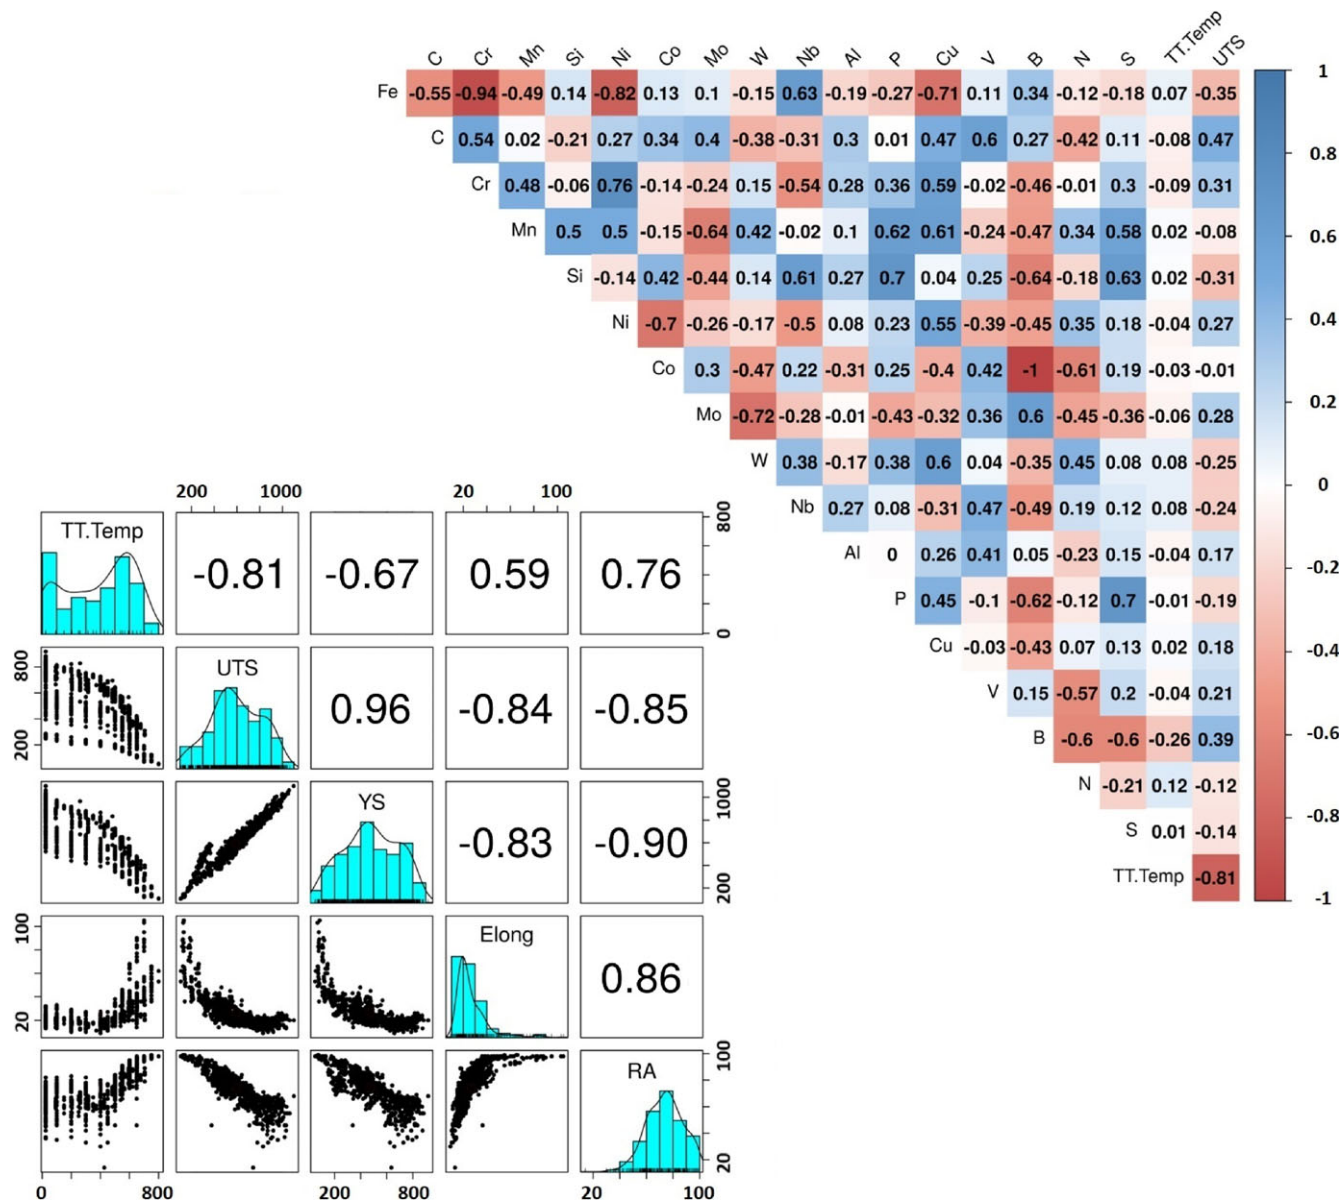 C Cr Mn Si Ni Co Mo W Nb Al P Cu V B N S TT.Temp UTS
Fe -0.55 -0.94 -0.49 0.14 -0.82 0.13 0.1 -0.15 0.63 -0.19 -0.27 -0.71 0.11 0.34 -0.12 -0.18 0.07 -0.35 1
C 0.54 0.02 -0.21 0.27 0.34 0.4 -0.38 -0.31 0.3 0.01 0.47 0.6 0.27 -0.42 0.11 -0.08 0.47 0.8
Cr 0.48 -0.06 0.76 -0.14 -0.24 0.15 -0.54 0.28 0.36 0.59 -0.02 -0.46 -0.01 0.3 -0.09 0.31
Mn 0.5 0.5 -0.15 -0.64 0.42 -0.02 0.1 0.62 0.61 -0.24 -0.47 0.34 0.58 0.02 -0.08 0.6
Si -0.14 0.42 -0.44 0.14 0.61 0.27 0.7 0.04 0.25 -0.64 -0.18 0.63 0.02 -0.31
Ni -0.7 -0.26 -0.17 -0.5 0.08 0.23 0.55 -0.39 -0.45 0.35 0.18 -0.04 0.27 0.4
Co 0.3 -0.47 0.22 -0.31 0.25 -0.4 0.42 -1 -0.61 0.19 -0.03 -0.01
Mo -0.72 -0.28 -0.01 -0.43 -0.32 0.36 0.6 -0.45 -0.36 -0.06 0.28 0.2
W 0.38 -0.17 0.38 0.6 0.04 -0.35 0.45 0.08 0.08 -0.25 0
Nb 0.27 0.08 -0.31 0.47 -0.49 0.19 0.12 0.08 -0.24
Al 0 0.26 0.41 0.05 -0.23 0.15 -0.04 0.17 -0.2
P 0.45 -0.1 -0.62 -0.12 0.7 -0.01 -0.19
Cu -0.03 -0.43 0.07 0.13 0.02 0.18 -0.4
V 0.15 -0.57 0.2 -0.04 0.21
B -0.6 -0.6 -0.26 0.39 -0.6
N -0.21 0.12 -0.12
S 0.01 -0.14 -0.8
TT.Temp -0.81 -1
200 1000 20 100
TT.Temp -0.81 -0.67 0.59 0.76 800 0
800 200 UTS 0.96 -0.84 -0.85
YS -0.83 -0.90 1000 200
100 20 Elong 0.86
RA 100 20
0 800 200 800 20 100